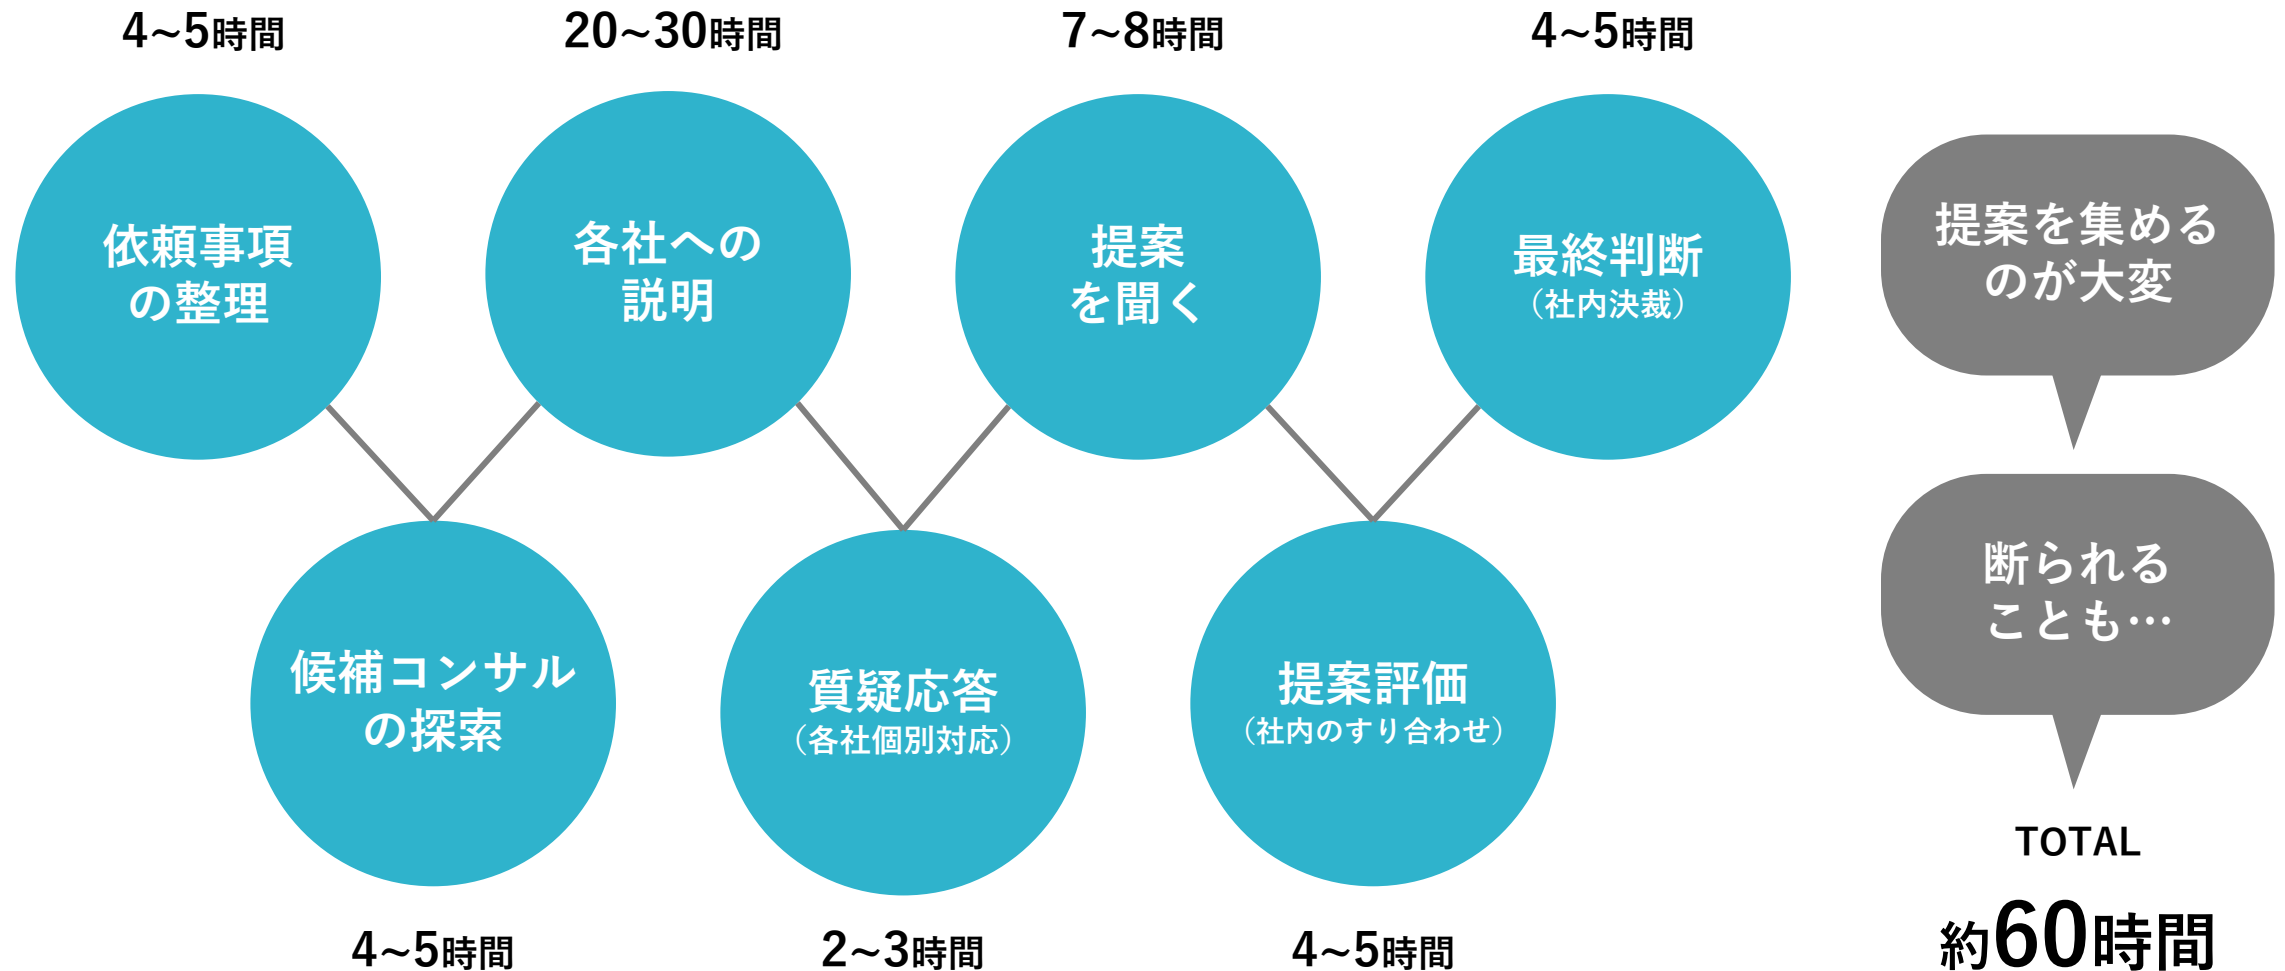 4~5時間
依頼事項
の整理
候補コンサル
の探索
4~5時間
20~30時間
各社への
説明
質疑応答
（各社個別対応）
2~3時間
7~8時間
提案
を聞く
提案評価
（社内のすり合わせ）
4~5時間
4~5時間
最終判断
（社内決裁）
提案を集める
のが大変
断られる
ことも…
TOTAL
約60時間